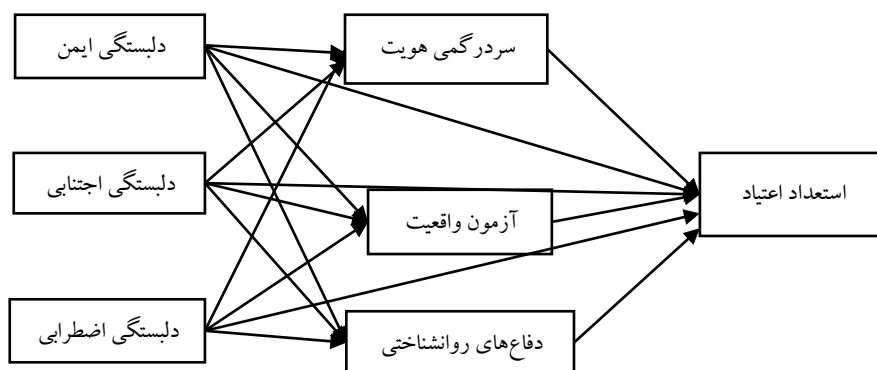 دلبستگی ایمن
سردرگمی هویت
دلبستگی اجتنابی
استعداد اعتیاد
آزمون واقعیت
دلبستگی اضطرابی
دفاع‌های روانشناختی